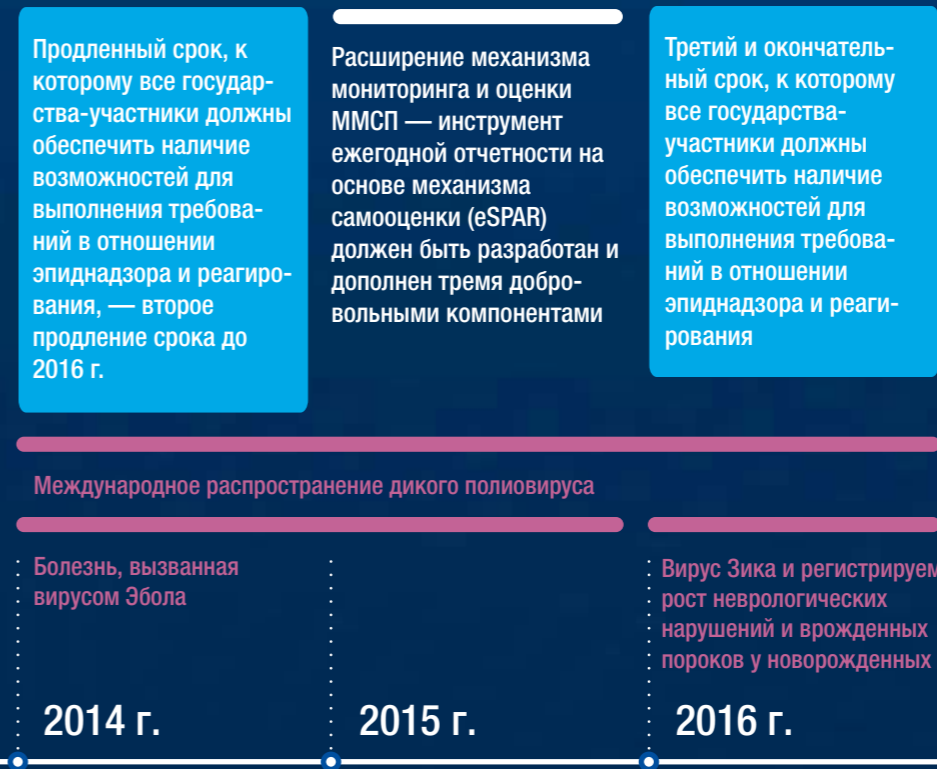 Продленный срок, к
которому все государ-
ства-участники должны
обеспечить наличие
возможностей для
выполнения требова-
ний в отношении
эпиднадзора и реагиро-
вания, — второе
продление срока до
2016 г.
Расширение механизма
мониторинга и оценки
ММСП — инструмент
ежегодной отчетности на
основе механизма
самооценки (eSPAR)
должен быть разработан и
дополнен тремя добро-
вольными компонентами
Третий и окончатель-
ный срок, к которому
все государства-
участники должны
обеспечить наличие
возможностей для
выполнения требова-
ний в отношении
эпиднадзора и реаги-
рования
Международное распространение дикого полиовируса
Болезнь, вызванная
вирусом Эбола
Вирус Зика и регистрируем
рост неврологических
нарушений и врожденных
пороков у новорожденных
2014 г.
2015 г.
2016 г.